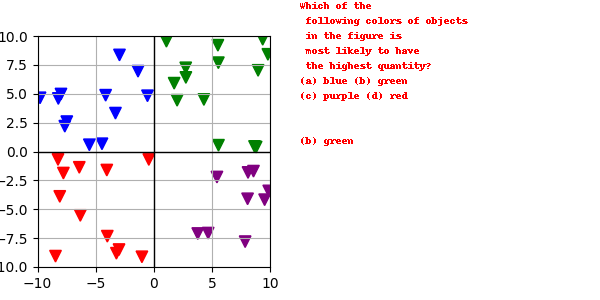 Which of the
following colors of objects
in the figure is
most likely to have
the highest quantity?
(a) blue (b) green
(c) purple (d) red
(b) green
10.0
7.5
5.0
2.5
0.0
−2.5
−5.0
−7.5
10.0
−10 −5 0 5 10